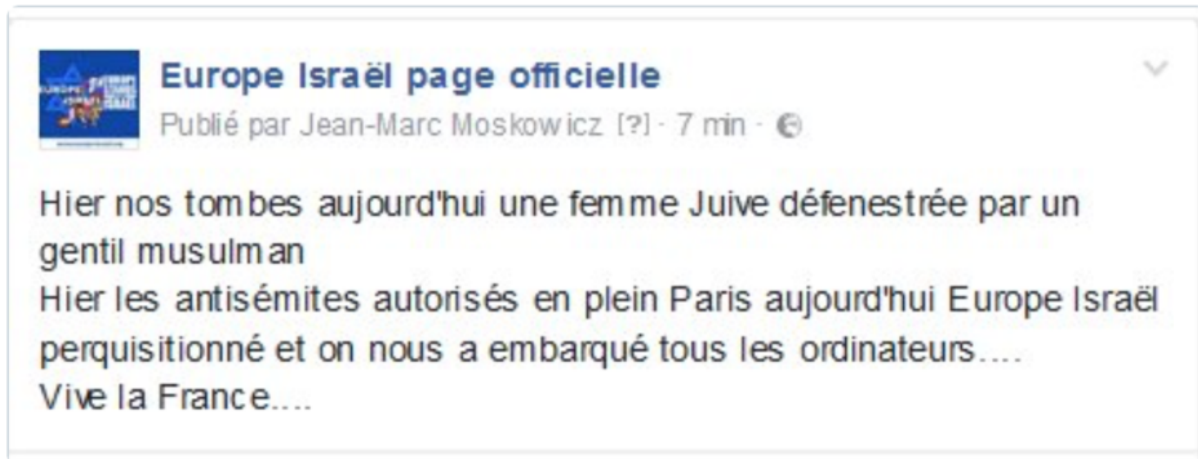 Europe Israël page officielle
Publié par Jean-Marc Moskowicz [?] · 7 min ·
Hier nos tombes aujourd'hui une femme Juive défenestrée par un
gentil musulman
Hier les antisémites autorisés en plein Paris aujourd'hui Europe Israël
perquisitionné et on nous a embarqué tous les ordinateurs....
Vive la France....